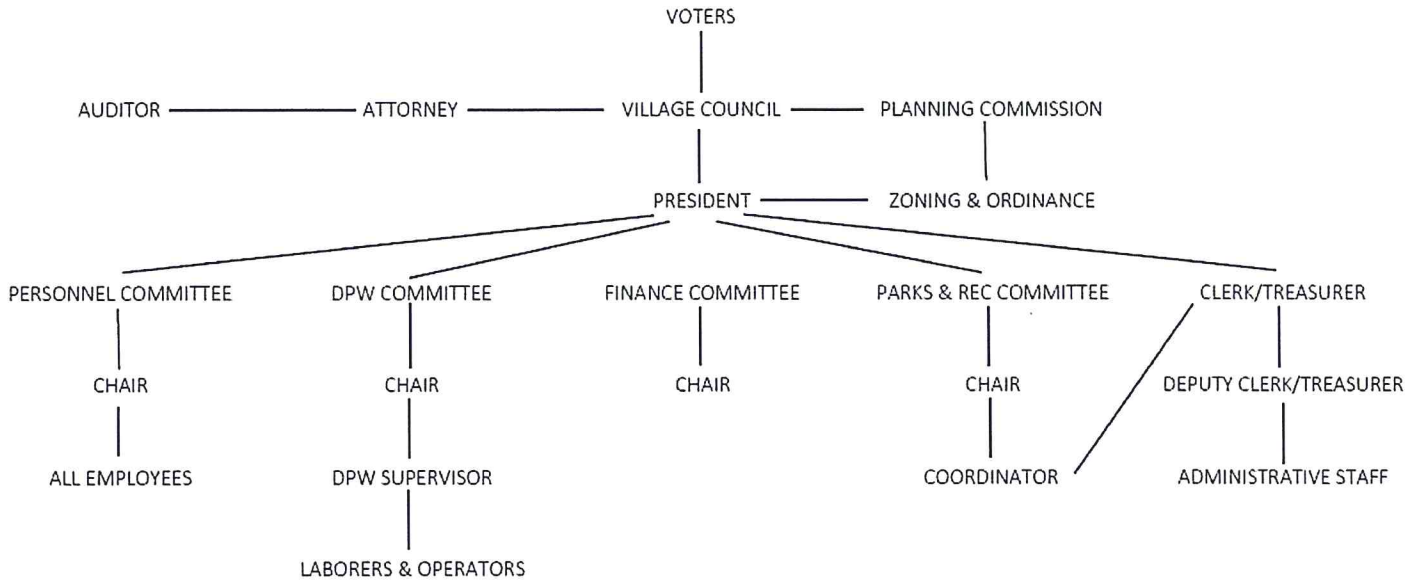 VOTERS
AUDITOR ATTORNEY VILLAGE COUNCIL PLANNING COMMISSION
PRESIDENT ZONING & ORDINANCE
PERSONNEL COMMITTEE DPW COMMITTEE FINANCE COMMITTEE PARKS & REC COMMITTEE CLERK/TREASURER
CHAIR CHAIR CHAIR CHAIR DEPUTY CLERK/TREASURER
ALL EMPLOYEES DPW SUPERVISOR COORDINATOR ADMINISTRATIVE STAFF
LABORERS & OPERATORS